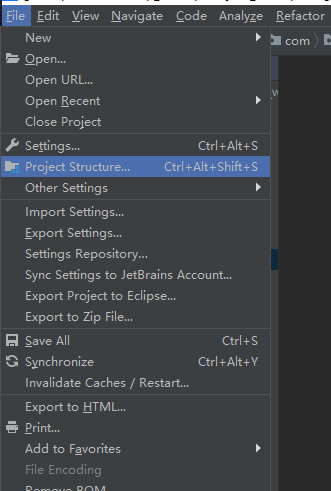 File Edit View Navigate Code Analyze Refactor
com
New
Open...
Open URL...
Open Recent
Close Project
Settings... Ctrl+Alt+S
Project Structure... Ctrl+Alt+Shift+S
Other Settings
Import Settings...
Export Settings...
Settings Repository...
Sync Settings to JetBrains Account...
Export Project to Eclipse...
Export to Zip File...
Save All Ctrl+S
Synchronize Ctrl+Alt+Y
Invalidate Caches / Restart...
Export to HTML...
Print...
Add to Favorites
File Encoding
Remove BOM